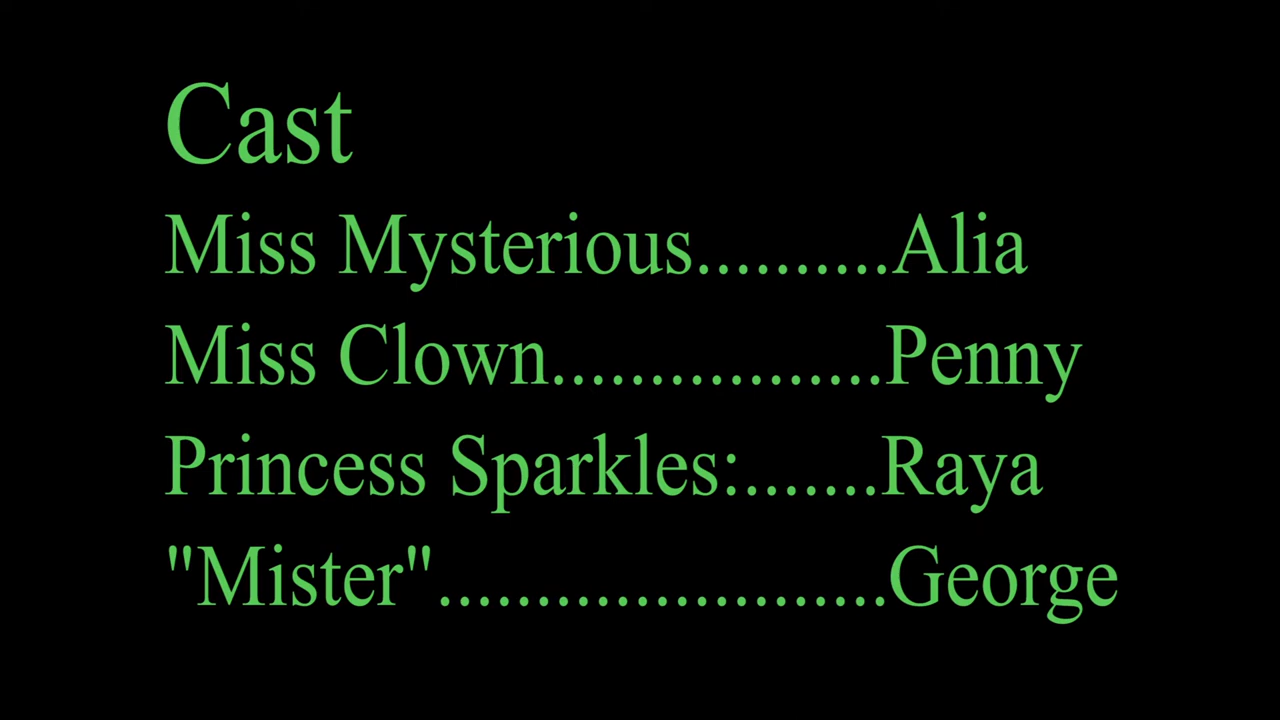 Cast
Miss Mysterious..........Alia
Miss Clown.................Penny
Princess Sparkles:.......Raya
"Mister".......................George